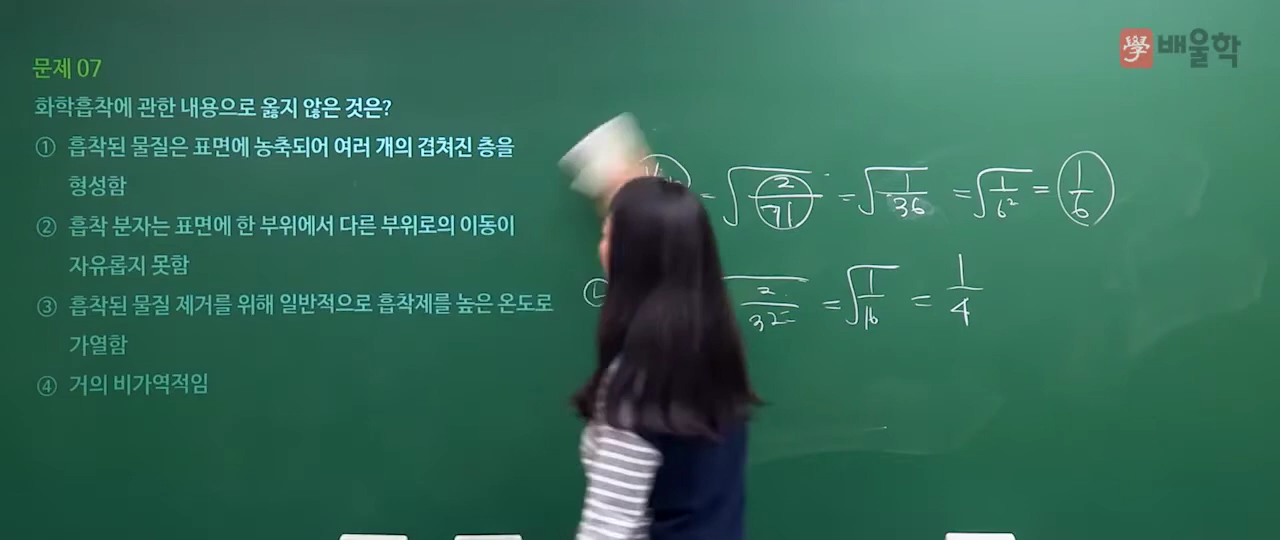 學 배울학
문제 07
화학흡착에 관한 내용으로 옳지 않은 것은?
① 흡착된 물질은 표면에 농축되어 여러 개의 겹쳐진 층을
형성함
② 흡착 분자는 표면에 한 부위에서 다른 부위로의 이동이
자유롭지 못함
③ 흡착된 물질 제거를 위해 일반적으로 흡착제를 높은 온도로
가열함
④ 거의 비가역적임
= √(2/71) = √(1/36) = √(1/6²) = 1/6
2/32 = √(1/16) = 1/4